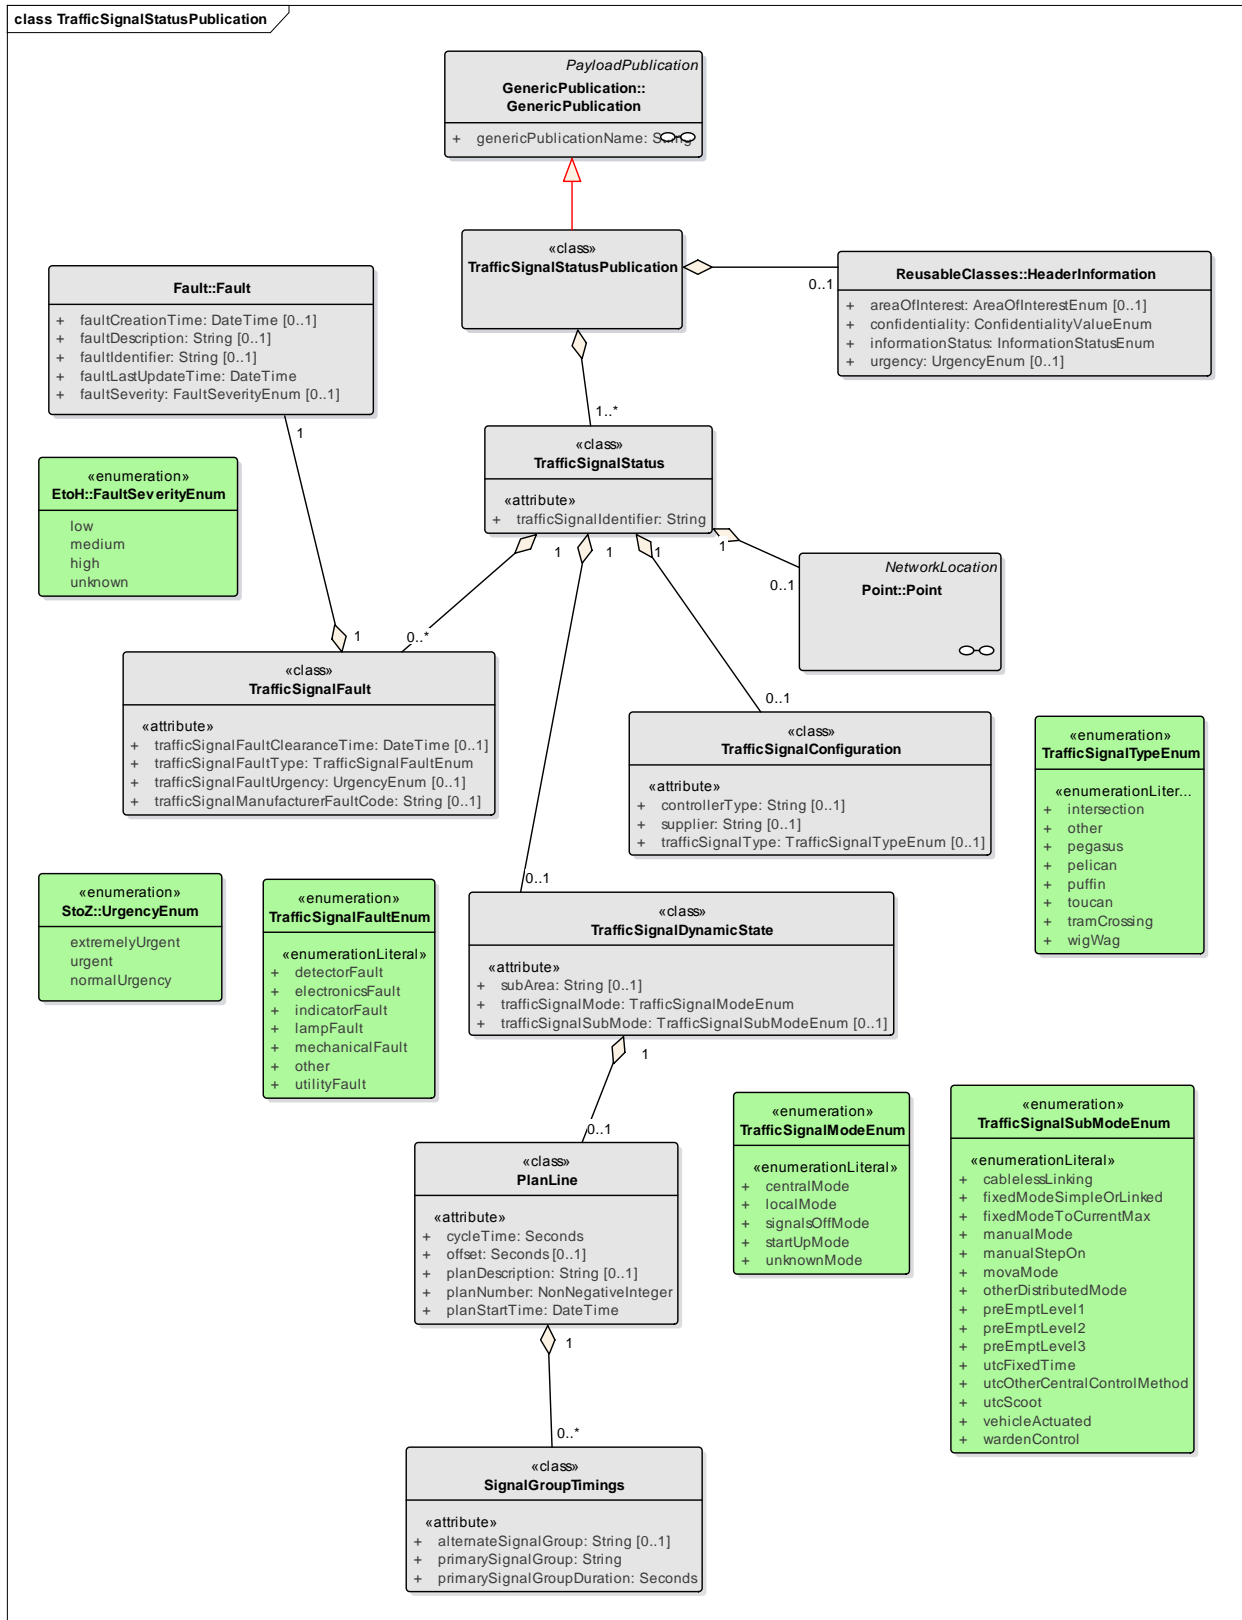 class TrafficSignalStatusPublication
PayloadPublication
GenericPublication::
GenericPublication
+ genericPublicationName: String
«class»
TrafficSignalStatusPublication
0..1
ReusableClasses::HeaderInformation
+ areaOfInterest: AreaOfInterestEnum [0..1]
+ confidentiality: ConfidentialityValueEnum
+ informationStatus: InformationStatusEnum
+ urgency: UrgencyEnum [0..1]
Fault::Fault
+ faultCreationTime: DateTime [0..1]
+ faultDescription: String [0..1]
+ faultIdentifier: String [0..1]
+ faultLastUpdateTime: DateTime
+ faultSeverity: FaultSeverityEnum [0..1]
1
1..*
«class»
TrafficSignalStatus
«attribute»
+ trafficSignalIdentifier: String
1
1
1
1
«enumeration»
EtoH::FaultSeverityEnum
low
medium
high
unknown
0..1
NetworkLocation
Point::Point
1
0..*
«class»
TrafficSignalFault
«attribute»
+ trafficSignalFaultClearanceTime: DateTime [0..1]
+ trafficSignalFaultType: TrafficSignalFaultEnum
+ trafficSignalFaultUrgency: UrgencyEnum [0..1]
+ trafficSignalManufacturerFaultCode: String [0..1]
0..1
«class»
TrafficSignalConfiguration
«attribute»
+ controllerType: String [0..1]
+ supplier: String [0..1]
+ trafficSignalType: TrafficSignalTypeEnum [0..1]
«enumeration»
TrafficSignalTypeEnum
«enumerationLiter...
+ intersection
+ other
+ pegasus
+ pelican
+ puffin
+ toucan
+ tramCrossing
+ wigWag
«enumeration»
StoZ::UrgencyEnum
extremelyUrgent
urgent
normalUrgency
«enumeration»
TrafficSignalFaultEnum
«enumerationLiteral»
+ detectorFault
+ electronicsFault
+ indicatorFault
+ lampFault
+ mechanicalFault
+ other
+ utilityFault
0..1
«class»
TrafficSignalDynamicState
«attribute»
+ subArea: String [0..1]
+ trafficSignalMode: TrafficSignalModeEnum
+ trafficSignalSubMode: TrafficSignalSubModeEnum [0..1]
1
0..1
«class»
PlanLine
«attribute»
+ cycleTime: Seconds
+ offset: Seconds [0..1]
+ planDescription: String [0..1]
+ planNumber: NonNegativeInteger
+ planStartTime: DateTime
1
«enumeration»
TrafficSignalModeEnum
«enumerationLiteral»
+ centralMode
+ localMode
+ signalsOffMode
+ startUpMode
+ unknownMode
«enumeration»
TrafficSignalSubModeEnum
«enumerationLiteral»
+ cablelessLinking
+ fixedModeSimpleOrLinked
+ fixedModeToCurrentMax
+ manualMode
+ manualStepOn
+ movaMode
+ otherDistributedMode
+ preEmptLevel1
+ preEmptLevel2
+ preEmptLevel3
+ utcFixedTime
+ utcOtherCentralControlMethod
+ utcScoot
+ vehicleActuated
+ wardenControl
0..*
«class»
SignalGroupTimings
«attribute»
+ alternateSignalGroup: String [0..1]
+ primarySignalGroup: String
+ primarySignalGroupDuration: Seconds